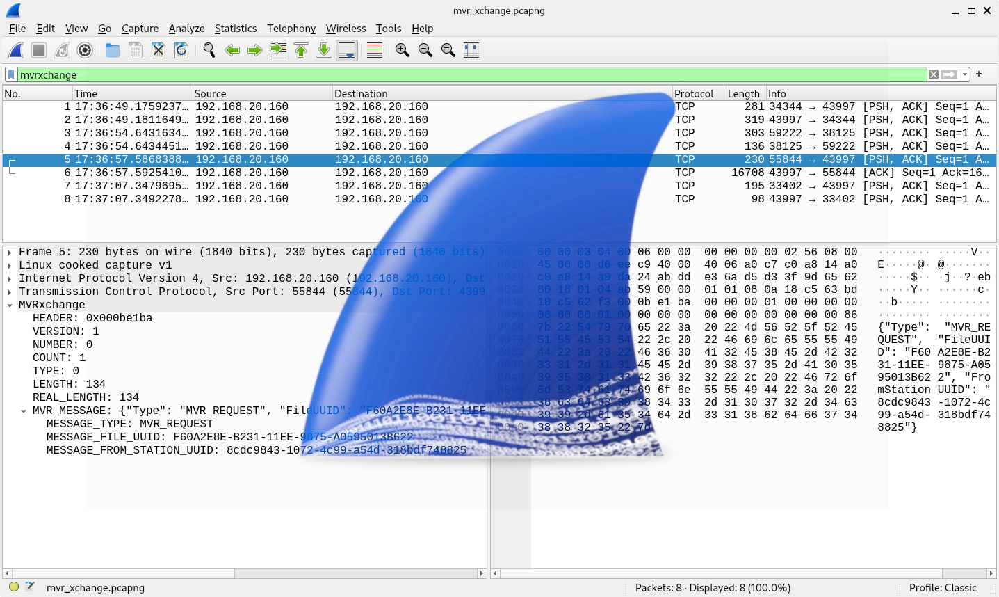 mvr_xchange.pcapng
File Edit View Go Capture Analyze Statistics Telephony Wireless Tools Help
mvrxchange
No. Time Source Destination Protocol Length Info
1 17:36:49.1759237… 192.168.20.160 192.168.20.160 TCP 281 34344 → 43997 [PSH, ACK] Seq=1 A…
2 17:36:49.1811649… 192.168.20.160 192.168.20.160 TCP 319 43997 → 34344 [PSH, ACK] Seq=1 A…
3 17:36:54.6431634… 192.168.20.160 192.168.20.160 TCP 303 59222 → 38125 [PSH, ACK] Seq=1 A…
4 17:36:54.6434451… 192.168.20.160 192.168.20.160 TCP 136 38125 → 59222 [PSH, ACK] Seq=1 A…
5 17:36:57.5868388… 192.168.20.160 192.168.20.160 TCP 230 55844 → 43997 [PSH, ACK] Seq=1 A…
6 17:36:57.5925410… 192.168.20.160 192.168.20.160 TCP 16708 43997 → 55844 [ACK] Seq=1 Ack=16…
7 17:37:07.3479695… 192.168.20.160 192.168.20.160 TCP 195 33402 → 43997 [PSH, ACK] Seq=1 A…
8 17:37:07.3492278… 192.168.20.160 192.168.20.160 TCP 98 43997 → 33402 [PSH, ACK] Seq=1 A…
Frame 5: 230 bytes on wire (1840 bits), 230 bytes captured (1840 bits)
Linux cooked capture v1
Internet Protocol Version 4, Src: 192.168.20.160 (192.168.20.160), Dst
Transmission Control Protocol, Src Port: 55844 (55844), Dst Port: 4399
MVRxchange
HEADER: 0x000be1ba
VERSION: 1
NUMBER: 0
COUNT: 1
TYPE: 0
LENGTH: 134
REAL_LENGTH: 134
MVR_MESSAGE: {"Type": "MVR_REQUEST", "FileUUID": "F60A2E8E-B231-11EE
MESSAGE_TYPE: MVR_REQUEST
MESSAGE_FILE_UUID: F60A2E8E-B231-11EE-9875-A0595013B622
MESSAGE_FROM_STATION_UUID: 8cdc9843-1072-4c99-a54d-318bdf748825
0000 00 00 03 04 00 06 00 00 00 00 00 00 02 56 08 00 ········ ·····V··
0010 45 00 00 d6 ee c9 40 00 40 06 a0 c7 c0 a8 14 a0 E·····@· @·······
0020 c0 a8 14 a0 da 24 ab dd e3 6a d5 d3 3f 9d 65 62 ·····$·· ·j··?·eb
0030 80 18 01 04 ab 59 00 00 01 01 08 0a 18 c5 63 bd ·····Y·· ······c·
0040 18 c5 62 f3 00 0b e1 ba 00 00 00 01 00 00 00 00 ··b····· ········
0050 00 00 00 01 00 00 00 00 00 00 00 00 00 00 00 86 ········ ········
0060 7b 22 54 79 70 65 22 3a 20 22 4d 56 52 5f 52 45 {"Type": "MVR_RE
0070 51 55 45 53 54 22 2c 20 22 46 69 6c 65 55 55 49 QUEST", "FileUUI
0080 44 22 3a 20 22 46 36 30 41 32 45 38 45 2d 42 32 D": "F60 A2E8E-B2
0090 33 31 2d 31 31 45 45 2d 39 38 37 35 2d 41 30 35 31-11EE- 9875-A05
00a0 39 35 30 31 33 42 36 32 32 22 2c 20 22 46 72 6f 95013B62 2", "Fro
00b0 6d 53 74 61 74 69 6f 6e 55 55 49 44 22 3a 20 22 mStation UUID": "
00c0 38 63 64 63 39 38 34 33 2d 31 30 37 32 2d 34 63 8cdc9843 -1072-4c
00d0 39 39 2d 61 35 34 64 2d 33 31 38 62 64 66 37 34 99-a54d- 318bdf74
00e0 38 38 32 35 22 7d 8825"}
mvr_xchange.pcapng Packets: 8 · Displayed: 8 (100.0%) Profile: Classic